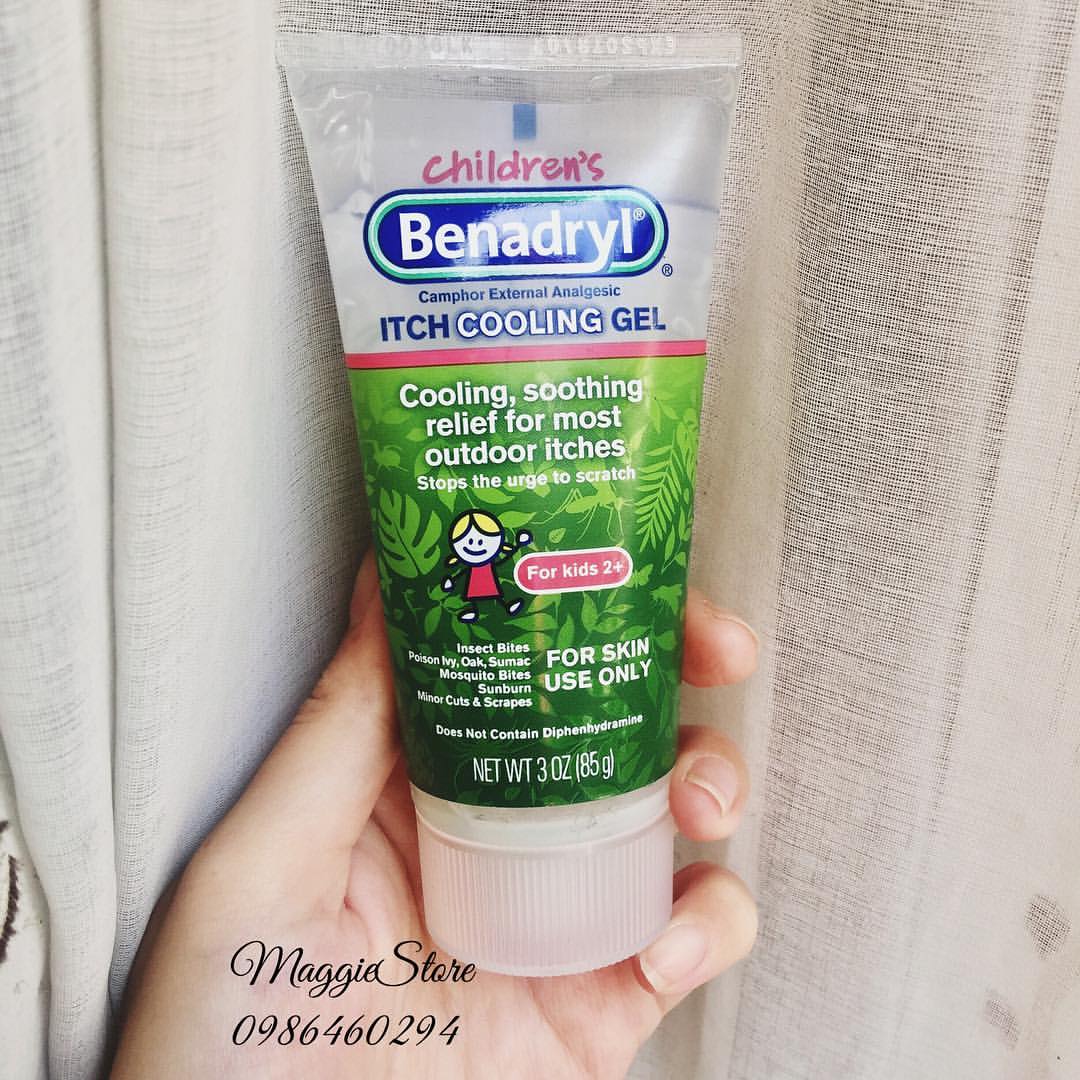 children's
Benadryl®
®
Camphor External Analgesic
ITCH COOLING GEL
Cooling, soothing
relief for most
outdoor itches
Stops the urge to scratch
For kids 2+
Insect Bites
Poison Ivy, Oak, Sumac
Mosquito Bites
Sunburn
Minor Cuts & Scrapes
FOR SKIN
USE ONLY
Does Not Contain Diphenhydramine
NET WT 3 OZ (85 g)
MaggieStore
0986460294